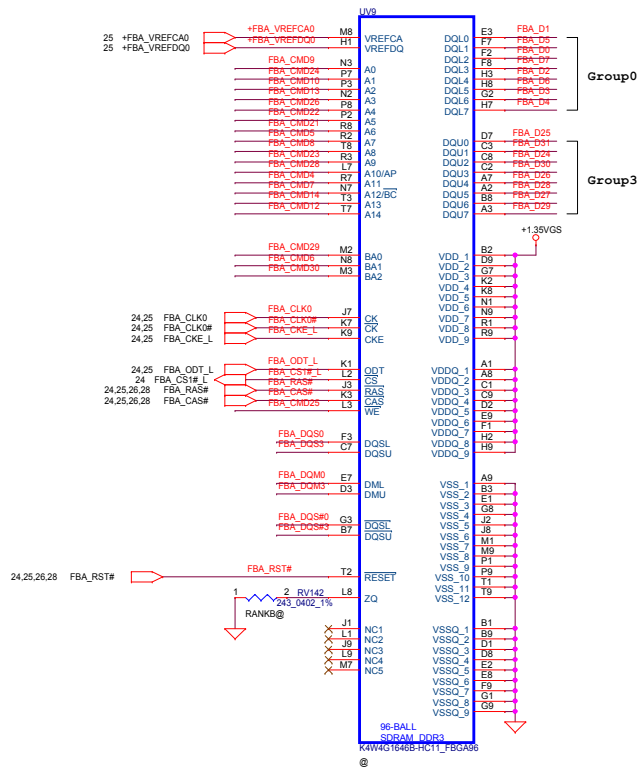 UV9
25 +FBA_VREFCA0 +FBA_VREFCA0 M8 VREFCA
25 +FBA_VREFDQ0 +FBA_VREFDQ0 H1 VREFDQ
FBA_CMD9 N3 A0
FBA_CMD24 P7 A1
FBA_CMD10 P3 A2
FBA_CMD13 N2 A3
FBA_CMD26 P8 A4
FBA_CMD22 P2 A5
FBA_CMD21 R8 A6
FBA_CMD5 R2 A7
FBA_CMD8 T8 A8
FBA_CMD23 R3 A9
FBA_CMD28 L7 A10/AP
FBA_CMD4 R7 A11
FBA_CMD7 N7 A12/BC
FBA_CMD14 T3 A13
FBA_CMD12 T7 A14
FBA_CMD29 M2 BA0
FBA_CMD6 N8 BA1
FBA_CMD30 M3 BA2
24,25 FBA_CLK0 FBA_CLK0 J7 CK
24,25 FBA_CLK0# FBA_CLK0# K7 CK
24,25 FBA_CKE_L FBA_CKE_L K9 CKE
24,25 FBA_ODT_L FBA_ODT_L K1 ODT
24 FBA_CS1#_L FBA_CS1#_L L2 CS
24,25,26,28 FBA_RAS# FBA_RAS# J3 RAS
24,25,26,28 FBA_CAS# FBA_CAS# K3 CAS
FBA_CMD25 L3 WE
FBA_DQS0 F3 DQSL
FBA_DQS3 C7 DQSU
FBA_DQM0 E7 DML
FBA_DQM3 D3 DMU
FBA_DQS#0 G3 DQSL
FBA_DQS#3 B7 DQSU
24,25,26,28 FBA_RST# FBA_RST# T2 RESET
1 2 RV142 L8 ZQ
243_0402_1%
RANKB@
J1 NC1
L1 NC2
J9 NC3
L9 NC4
M7 NC5
DQL0 E3 FBA_D1
DQL1 F7 FBA_D5
DQL2 F2 FBA_D0
DQL3 F8 FBA_D7
DQL4 H3 FBA_D2
DQL5 H8 FBA_D6
DQL6 G2 FBA_D3
DQL7 H7 FBA_D4
Group0
DQU0 D7 FBA_D25
DQU1 C3 FBA_D31
DQU2 C8 FBA_D24
DQU3 C2 FBA_D30
DQU4 A7 FBA_D26
DQU5 A2 FBA_D28
DQU6 B8 FBA_D27
DQU7 A3 FBA_D29
Group3
+1.35VGS
VDD_1 B2
VDD_2 D9
VDD_3 G7
VDD_4 K2
VDD_5 K8
VDD_6 N1
VDD_7 N9
VDD_8 R1
VDD_9 R9
VDDQ_1 A1
VDDQ_2 A8
VDDQ_3 C1
VDDQ_4 C9
VDDQ_5 D2
VDDQ_6 E9
VDDQ_7 F1
VDDQ_8 H2
VDDQ_9 H9
VSS_1 A9
VSS_2 B3
VSS_3 E1
VSS_4 G8
VSS_5 J2
VSS_6 J8
VSS_7 M1
VSS_8 M9
VSS_9 P1
VSS_10 P9
VSS_11 T1
VSS_12 T9
VSSQ_1 B1
VSSQ_2 B9
VSSQ_3 D1
VSSQ_4 D8
VSSQ_5 E2
VSSQ_6 E8
VSSQ_7 F9
VSSQ_8 G1
VSSQ_9 G9
96-BALL
SDRAM_DDR3
K4W4G1646B-HC11_FBGA96
@